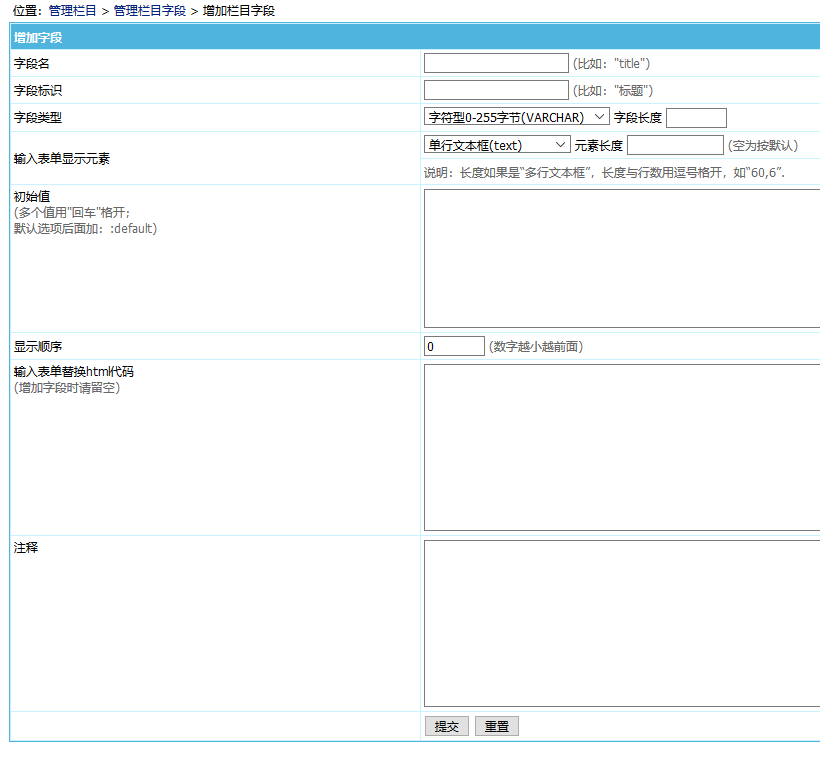 位置：管理栏目 > 管理栏目字段 > 增加栏目字段
增加字段
字段名 (比如："title")
字段标识 (比如："标题")
字段类型 字符型0-255字节(VARCHAR) 字段长度
输入表单显示元素 单行文本框(text) 元素长度 (空为按默认)
说明：长度如果是“多行文本框”，长度与行数用逗号格开，如“60,6”.
初始值
(多个值用"回车"格开；
默认选项后面加：:default)
显示顺序 0 (数字越小越前面)
输入表单替换html代码
(增加字段时请留空)
注释
提交 重置